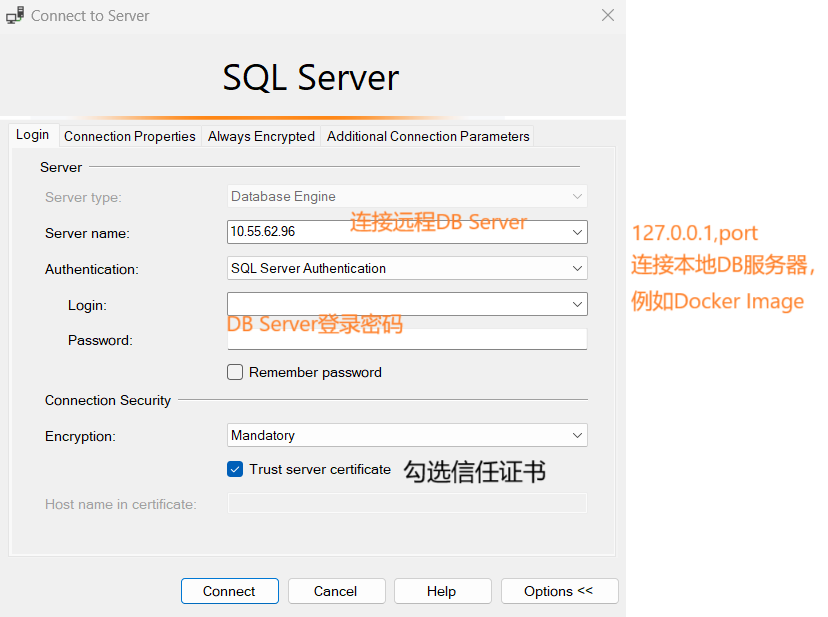 Connect to Server
SQL Server
Login Connection Properties Always Encrypted Additional Connection Parameters
Server
Server type: Database Engine
连接远程DB Server
Server name: 10.55.62.96
127.0.0.1,port
连接本地DB服务器，
例如Docker Image
Authentication: SQL Server Authentication
Login:
DB Server登录密码
Password:
Remember password
Connection Security
Encryption: Mandatory
Trust server certificate 勾选信任证书
Host name in certificate:
Connect Cancel Help Options <<